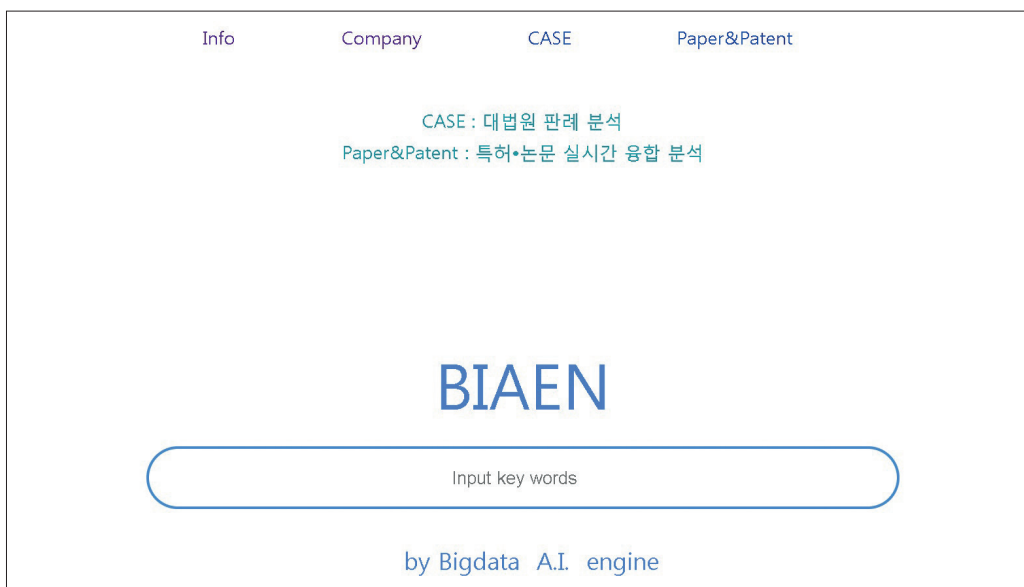 Info Company CASE Paper&Patent
CASE : 대법원 판례 분석
Paper&Patent : 특허•논문 실시간 융합 분석
BIAEN
Input key words
by Bigdata A.I. engine